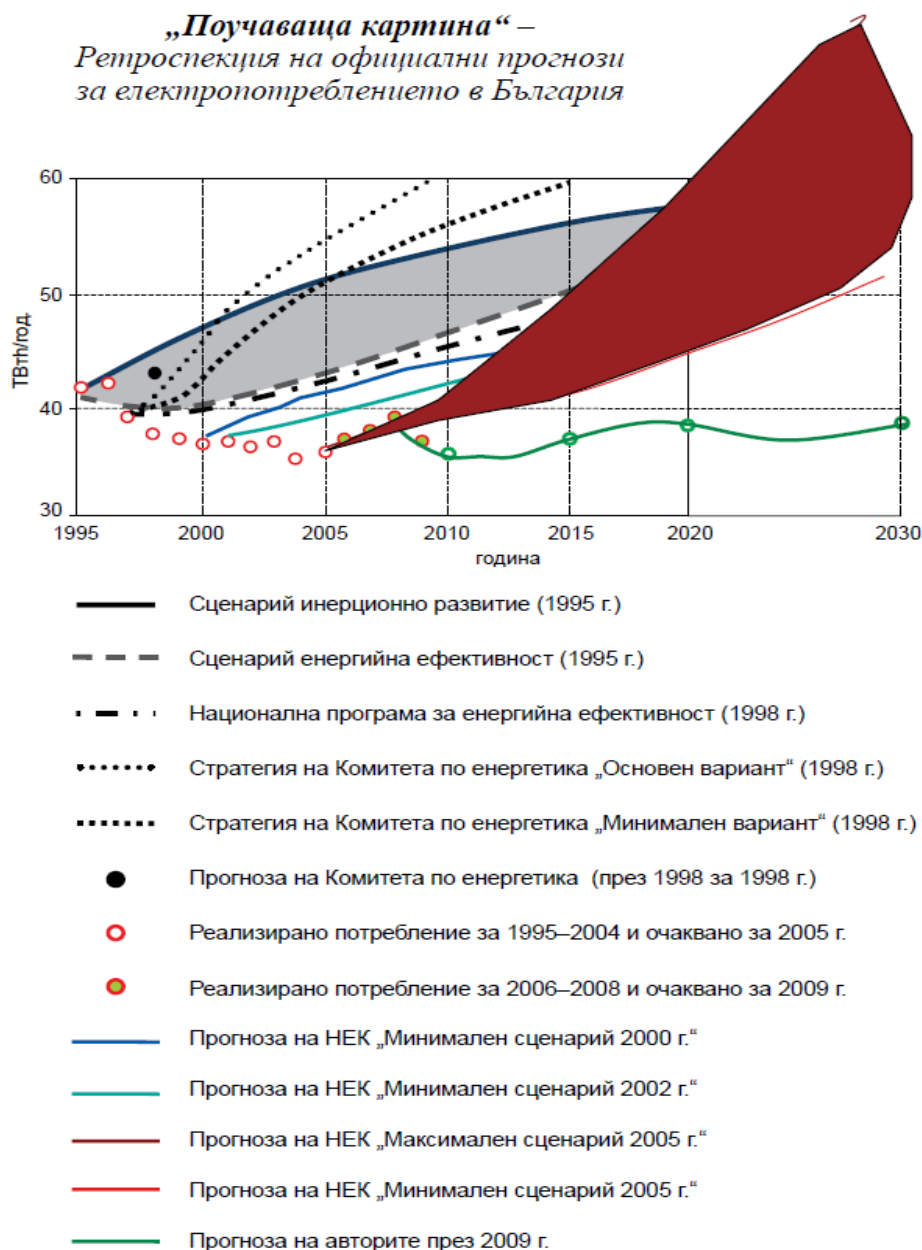 „Поучаваща картина“ –
Ретроспекция на официални прогнози
за електропотреблението в България
60
50
40
30
ТВтh/год.
1995 2000 2005 2010 2015 2020 2030
година
Сценарий инерционно развитие (1995 г.)
Сценарий енергийна ефективност (1995 г.)
Национална програма за енергийна ефективност (1998 г.)
Стратегия на Комитета по енергетика „Основен вариант“ (1998 г.)
Стратегия на Комитета по енергетика „Минимален вариант“ (1998 г.)
Прогноза на Комитета по енергетика (през 1998 за 1998 г.)
Реализирано потребление за 1995–2004 и очаквано за 2005 г.
Реализирано потребление за 2006–2008 и очаквано за 2009 г.
Прогноза на НЕК „Минимален сценарий 2000 г.“
Прогноза на НЕК „Минимален сценарий 2002 г.“
Прогноза на НЕК „Максимален сценарий 2005 г.“
Прогноза на НЕК „Минимален сценарий 2005 г.“
Прогноза на авторите през 2009 г.